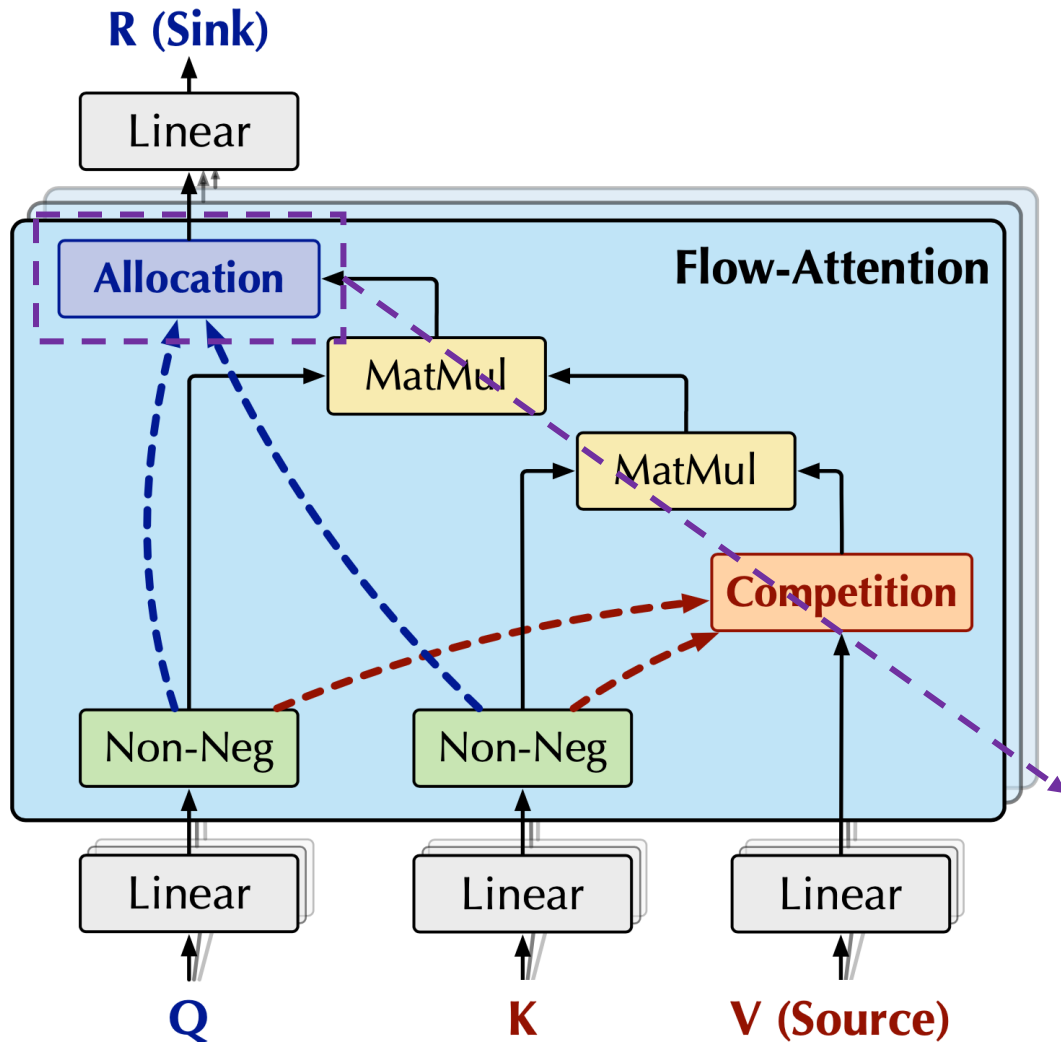 R (Sink)
Linear
Allocation
Flow-Attention
MatMul
MatMul
Competition
Non-Neg
Non-Neg
Linear
Linear
Linear
Q
K
V (Source)